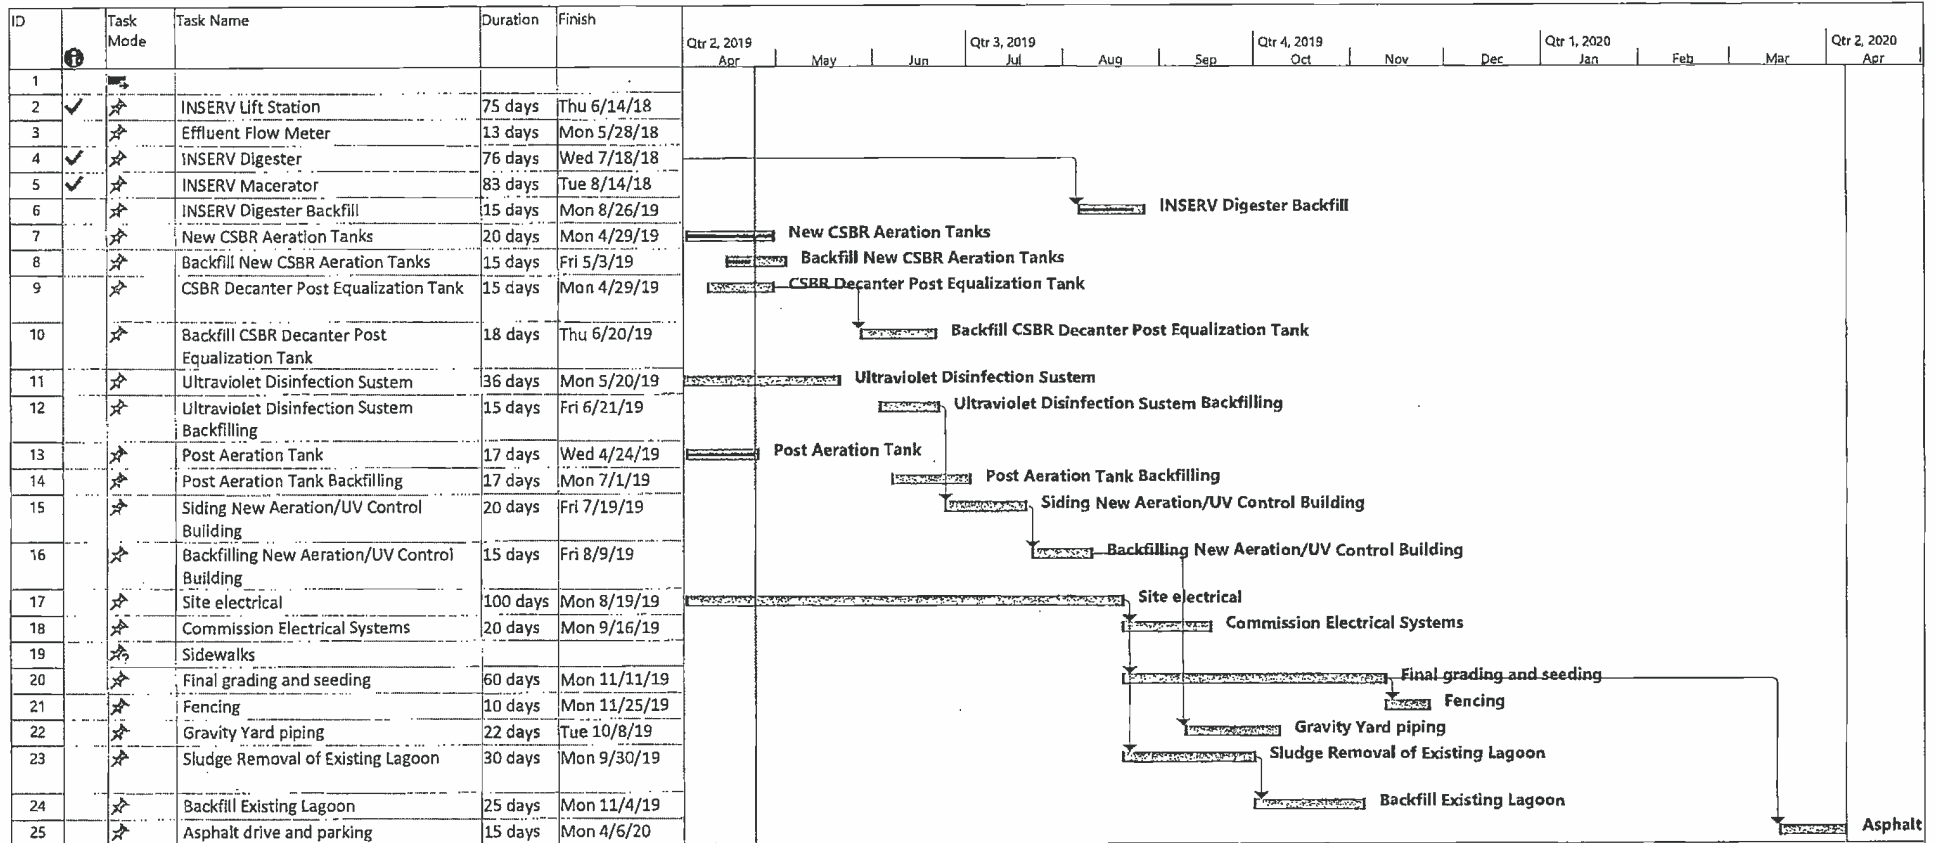 ID Task Mode Task Name Duration Finish
Qtr 2, 2019 Qtr 3, 2019 Qtr 4, 2019 Qtr 1, 2020 Qtr 2, 2020
Apr May Jun Jul Aug Sep Oct Nov Dec Jan Feb Mar Apr
1
2 INSERV Lift Station 75 days Thu 6/14/18
3 Effluent Flow Meter 13 days Mon 5/28/18
4 INSERV Digester 76 days Wed 7/18/18
5 INSERV Macerator 83 days Tue 8/14/18
6 INSERV Digester Backfill 15 days Mon 8/26/19 INSERV Digester Backfill
7 New CSBR Aeration Tanks 20 days Mon 4/29/19 New CSBR Aeration Tanks
8 Backfill New CSBR Aeration Tanks 15 days Fri 5/3/19 Backfill New CSBR Aeration Tanks
9 CSBR Decanter Post Equalization Tank 15 days Mon 4/29/19 CSBR Decanter Post Equalization Tank
10 Backfill CSBR Decanter Post 18 days Thu 6/20/19 Backfill CSBR Decanter Post Equalization Tank
Equalization Tank
11 Ultraviolet Disinfection Sustem 36 days Mon 5/20/19 Ultraviolet Disinfection Sustem
12 Ultraviolet Disinfection Sustem 15 days Fri 6/21/19 Ultraviolet Disinfection Sustem Backfilling
Backfilling
13 Post Aeration Tank 17 days Wed 4/24/19 Post Aeration Tank
14 Post Aeration Tank Backfilling 17 days Mon 7/1/19 Post Aeration Tank Backfilling
15 Siding New Aeration/UV Control 20 days Fri 7/19/19 Siding New Aeration/UV Control Building
Building
16 Backfilling New Aeration/UV Control 15 days Fri 8/9/19 Backfilling New Aeration/UV Control Building
Building
17 Site electrical 100 days Mon 8/19/19 Site electrical
18 Commission Electrical Systems 20 days Mon 9/16/19 Commission Electrical Systems
19 Sidewalks
20 Final grading and seeding 60 days Mon 11/11/19 Final grading and seeding
21 Fencing 10 days Mon 11/25/19 Fencing
22 Gravity Yard piping 22 days Tue 10/8/19 Gravity Yard piping
23 Sludge Removal of Existing Lagoon 30 days Mon 9/30/19 Sludge Removal of Existing Lagoon
24 Backfill Existing Lagoon 25 days Mon 11/4/19 Backfill Existing Lagoon
25 Asphalt drive and parking 15 days Mon 4/6/20 Asphalt